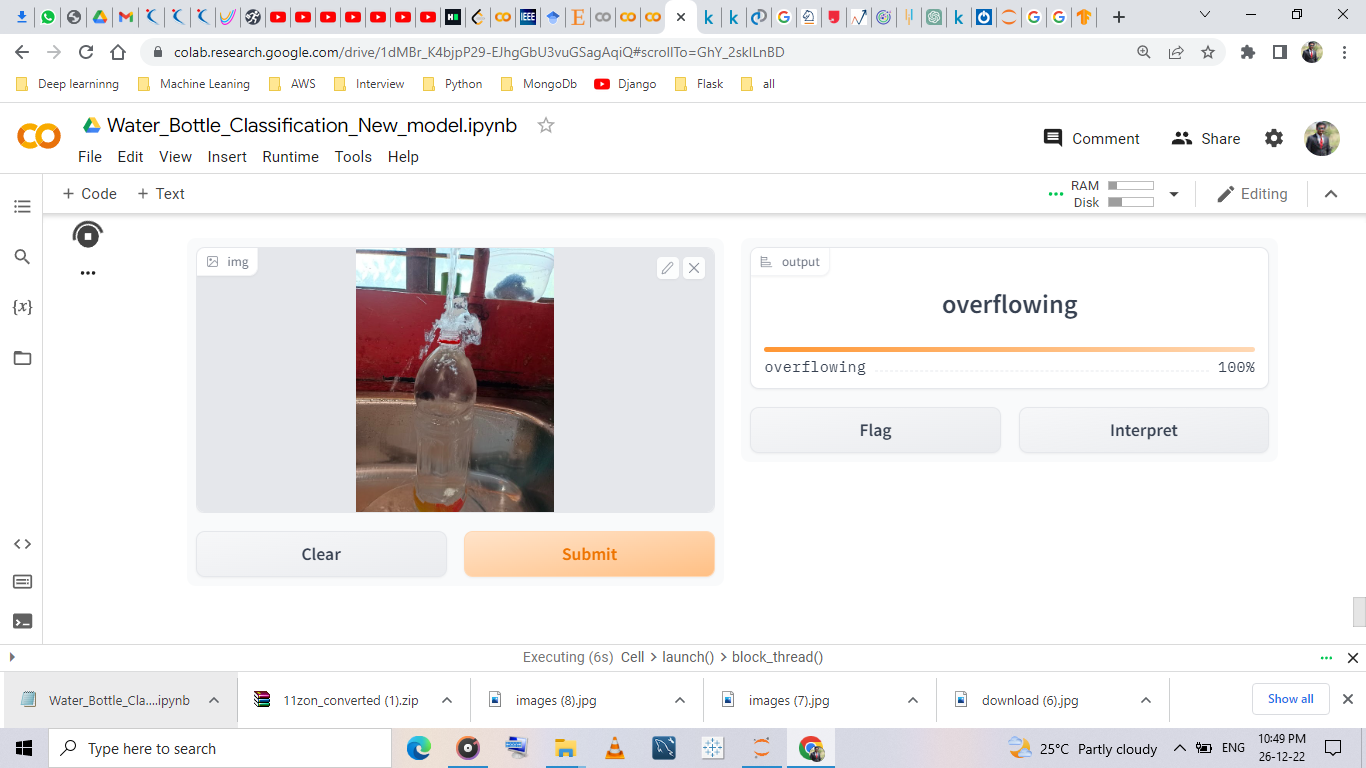 colab.research.google.com/drive/1dMBr_K4bjpP29-EJhgGbU3vuGSagAqiQ#scrollTo=GhY_2skILnBD
Deep learninng Machine Leaning AWS Interview Python MongoDb Django Flask all
Water_Bottle_Classification_New_model.ipynb
Comment Share
File Edit View Insert Runtime Tools Help
+ Code + Text
RAM
Disk
Editing
{x}
img
output
overflowing
overflowing 100%
Flag Interpret
Clear Submit
Executing (6s) Cell > launch() > block_thread()
Water_Bottle_Cla....ipynb 11zon_converted (1).zip images (8).jpg images (7).jpg download (6).jpg Show all
Type here to search
25°C Partly cloudy ENG
10:49 PM
26-12-22